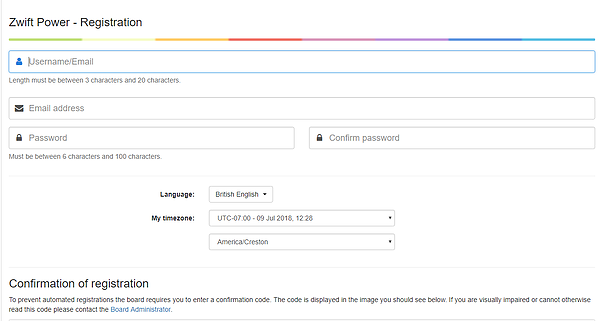 Zwift Power - Registration
Username/Email
Length must be between 3 characters and 20 characters.
Email address
Password
Confirm password
Must be between 6 characters and 100 characters.
Language:
British English
My timezone:
UTC-07:00 - 09 Jul 2018, 12:28
America/Creston
Confirmation of registration
To prevent automated registrations the board requires you to enter a confirmation code. The code is displayed in the image you should see below. If you are visually impaired or cannot otherwise
read this code please contact the Board Administrator.